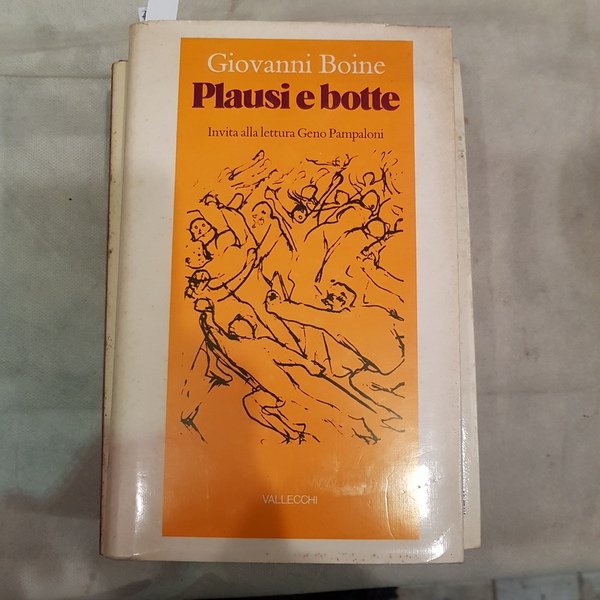 Giovanni Boine
Plausi e botte
Invita alla lettura Geno Pampaloni
VALLECCHI